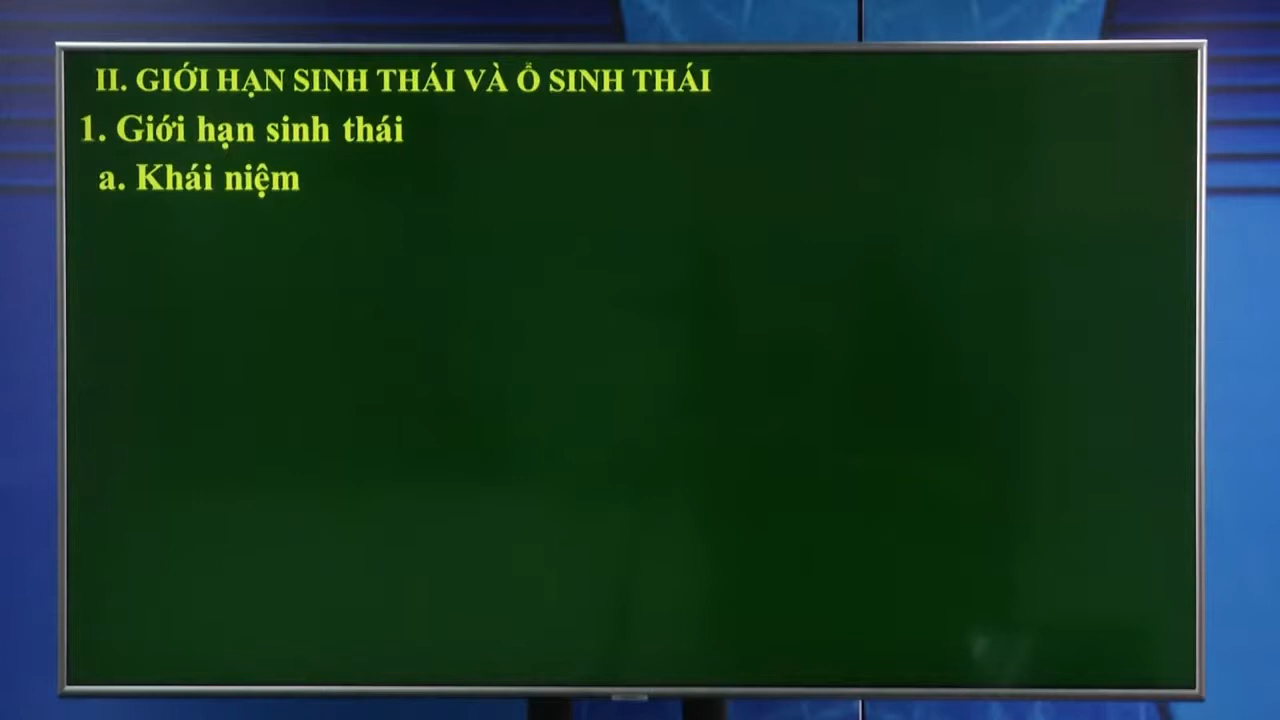 II. GIỚI HẠN SINH THÁI VÀ Ổ SINH THÁI
1. Giới hạn sinh thái
a. Khái niệm